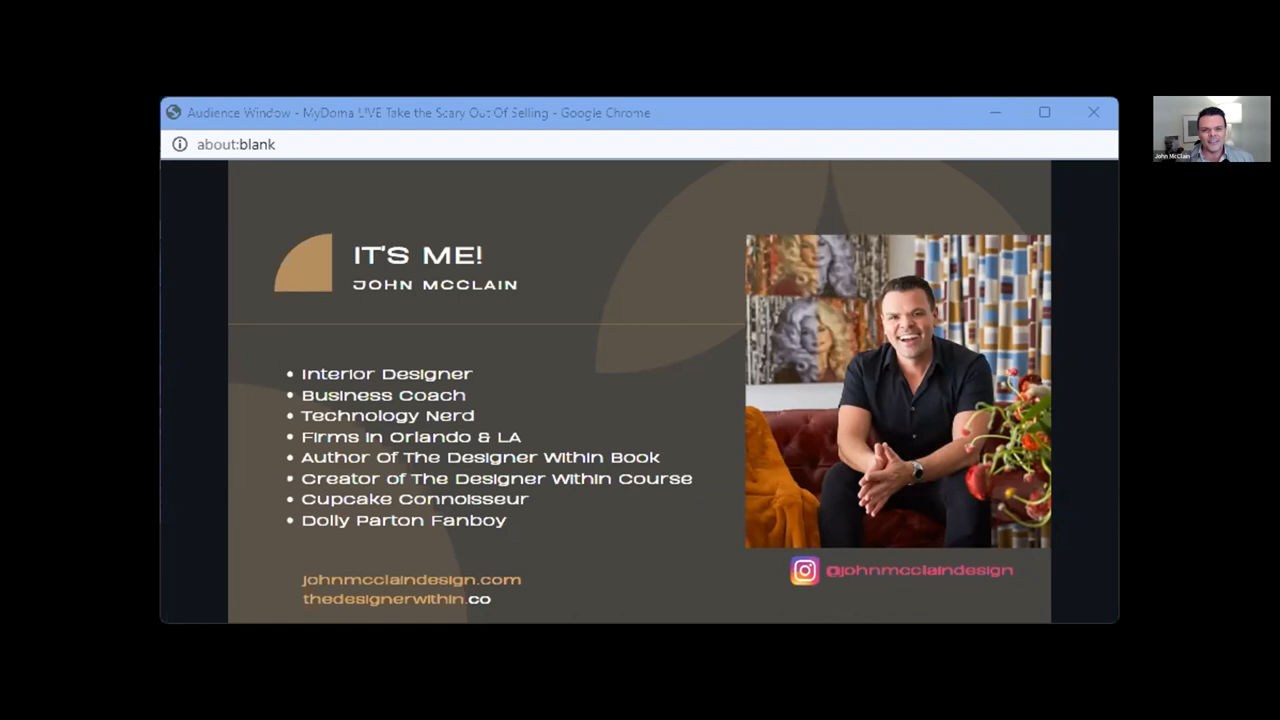 Audience Window - MyDoma LIVE Take the Scary Out Of Selling - Google Chrome
about:blank
John McClain
IT'S ME!
JOHN MCCLAIN
• Interior Designer
• Business Coach
• Technology Nerd
• Firms in Orlando & LA
• Author Of The Designer Within Book
• Creator of The Designer Within Course
• Cupcake Connoisseur
• Dolly Parton Fanboy
@johnmcclaindesign
johnmcclaindesign.com
thedesignerwithin.co